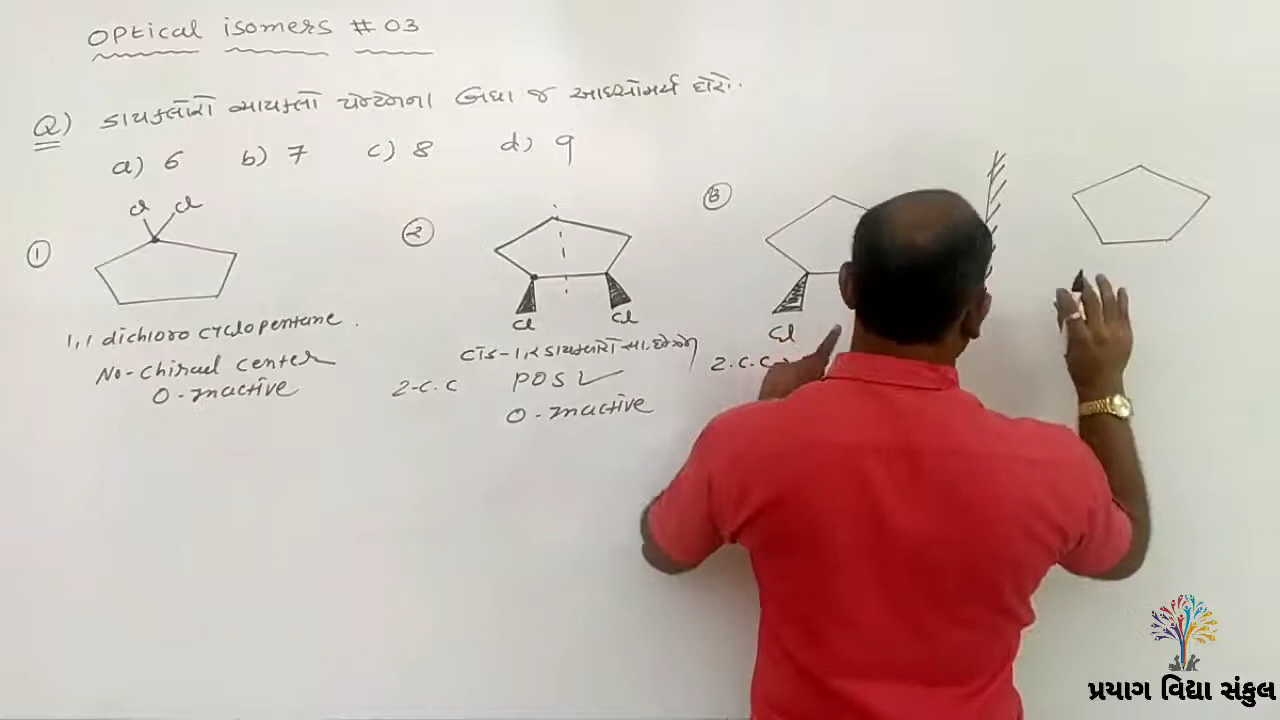 Optical isomers # 03
Q) ડાયક્લોરો સાયક્લો પેન્ટેનના બધા જ આઇસોમર્સ દોરો.
a) 6 b) 7 c) 8 d) 9
① Cl Cl
1,1 dichloro cyclopentane.
No-chiral center
O-Inactive
② Cl Cl
cis-1,2 ડાયક્લોરો
2-C.C POS ✓
O-Inactive
③ Cl
2.C.C
પ્રયાગ વિદ્યા સંકુલ